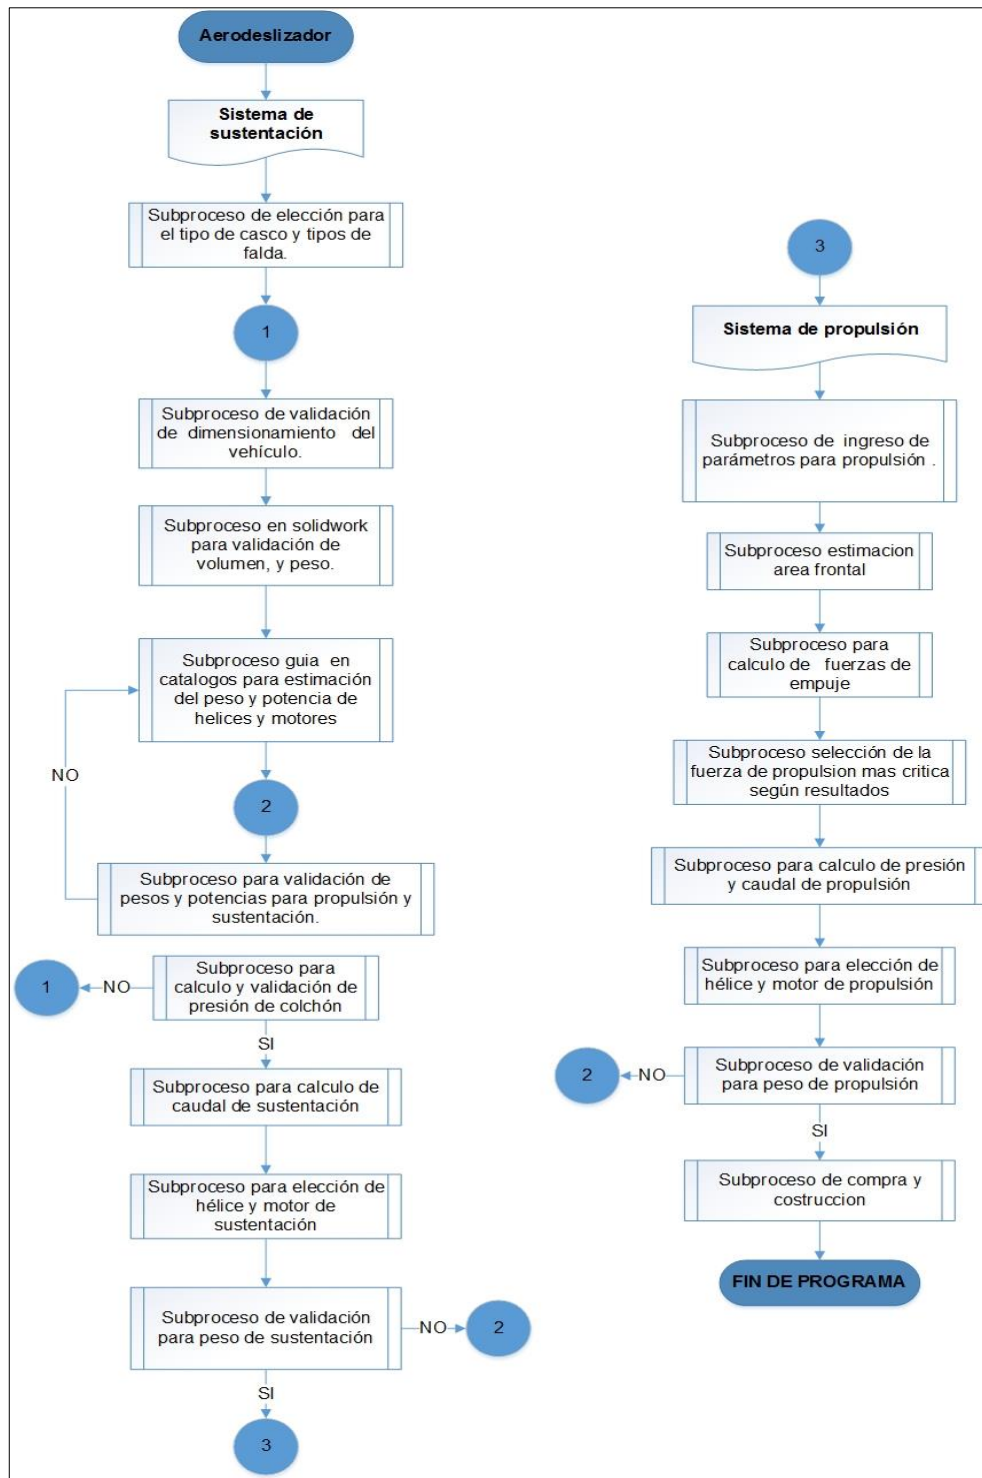 Aerodeslizador
Sistema de
sustentación
Subproceso de elección para
el tipo de casco y tipos de
falda.
1
Subproceso de validación
de dimensionamiento del
vehículo.
Subproceso en solidwork
para validación de
volumen, y peso.
Subproceso guia en
catalogos para estimación
del peso y potencia de
helices y motores
NO
2
Subproceso para validación de
pesos y potencias para propulsión y
sustentación.
Subproceso para
calculo y validación de
presión de colchón
NO
1
SI
Subproceso para calculo de
caudal de sustentación
Subproceso para elección de
hélice y motor de
sustentación
Subproceso de validación
para peso de sustentación
NO
2
SI
3
3
Sistema de propulsión
Subproceso de ingreso de
parámetros para propulsión .
Subproceso estimacion
area frontal
Subproceso para
calculo de fuerzas de
empuje
Subproceso selección de la
fuerza de propulsion mas critica
según resultados
Subproceso para calculo de presión
y caudal de propulsión
Subproceso para elección de
hélice y motor de propulsión
Subproceso de validación
para peso de propulsión
NO
2
SI
Subproceso de compra y
costruccion
FIN DE PROGRAMA